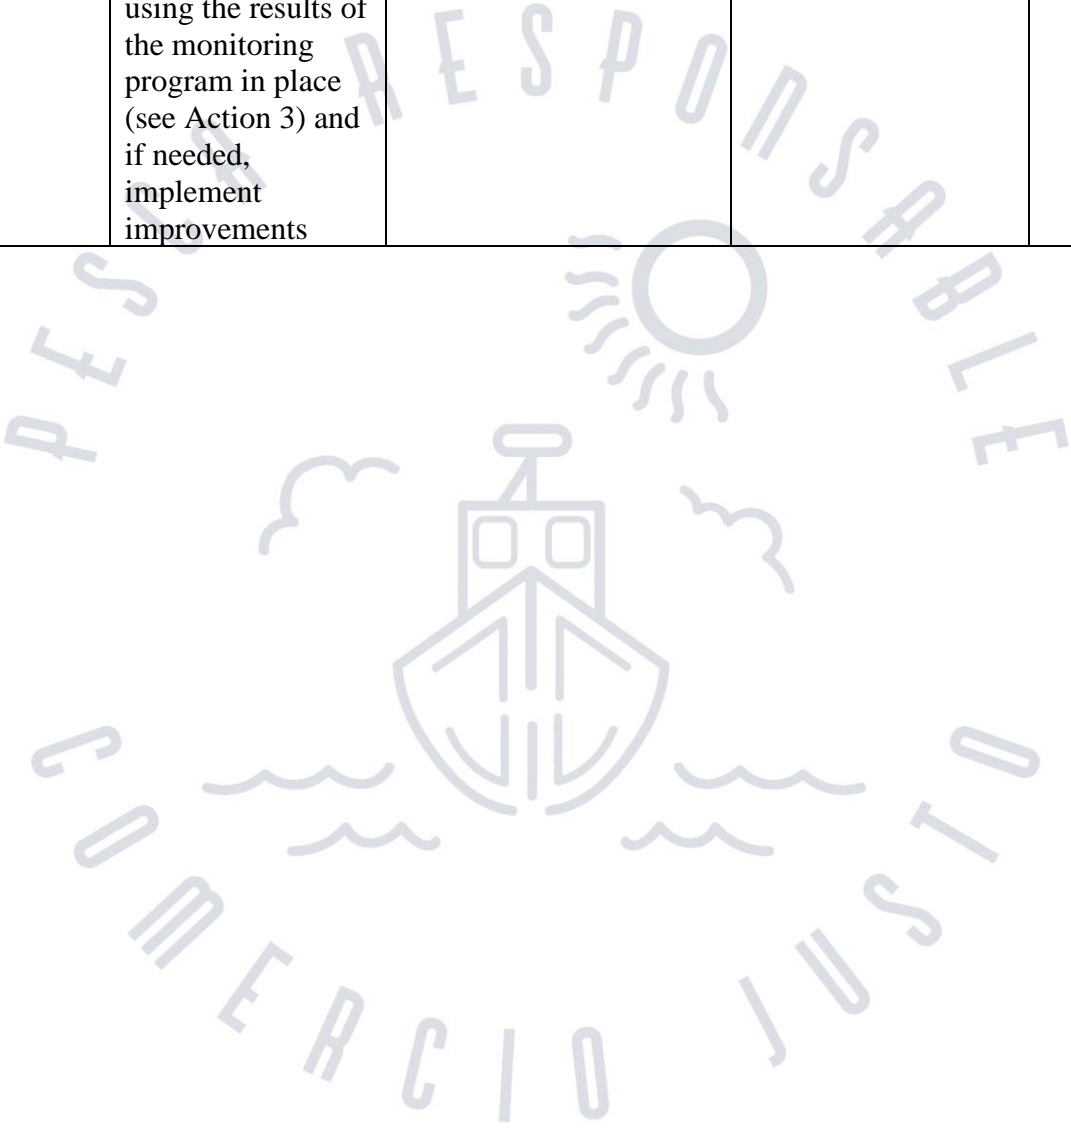 using the results of
the monitoring
program in place
(see Action 3) and
if needed,
implement
improvements
PESCA RESPONSABLE
COMERCIO JUSTO